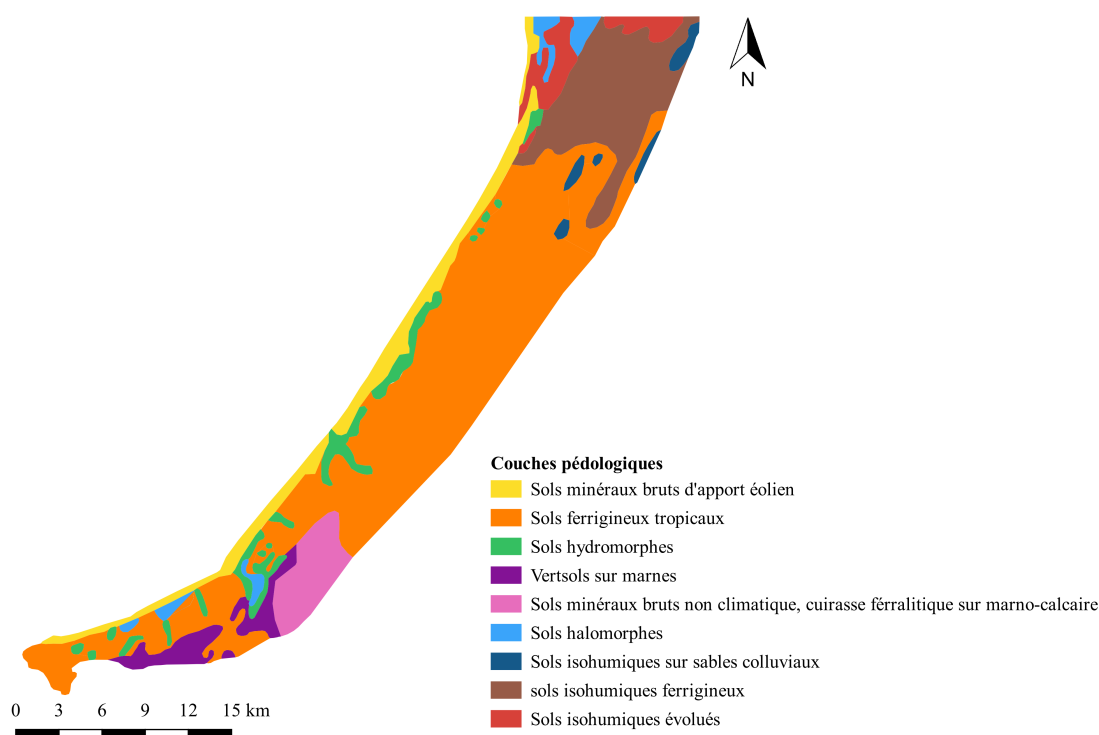 N
Couches pédologiques
Sols minéraux bruts d'apport éolien
Sols ferrigineux tropicaux
Sols hydromorphes
Vertsols sur marnes
Sols minéraux bruts non climatique, cuirasse férralitique sur marno-calcaire
Sols halomorphes
Sols isohumiques sur sables colluviaux
sols isohumiques ferrigineux
Sols isohumiques évolués
0 3 6 9 12 15 km